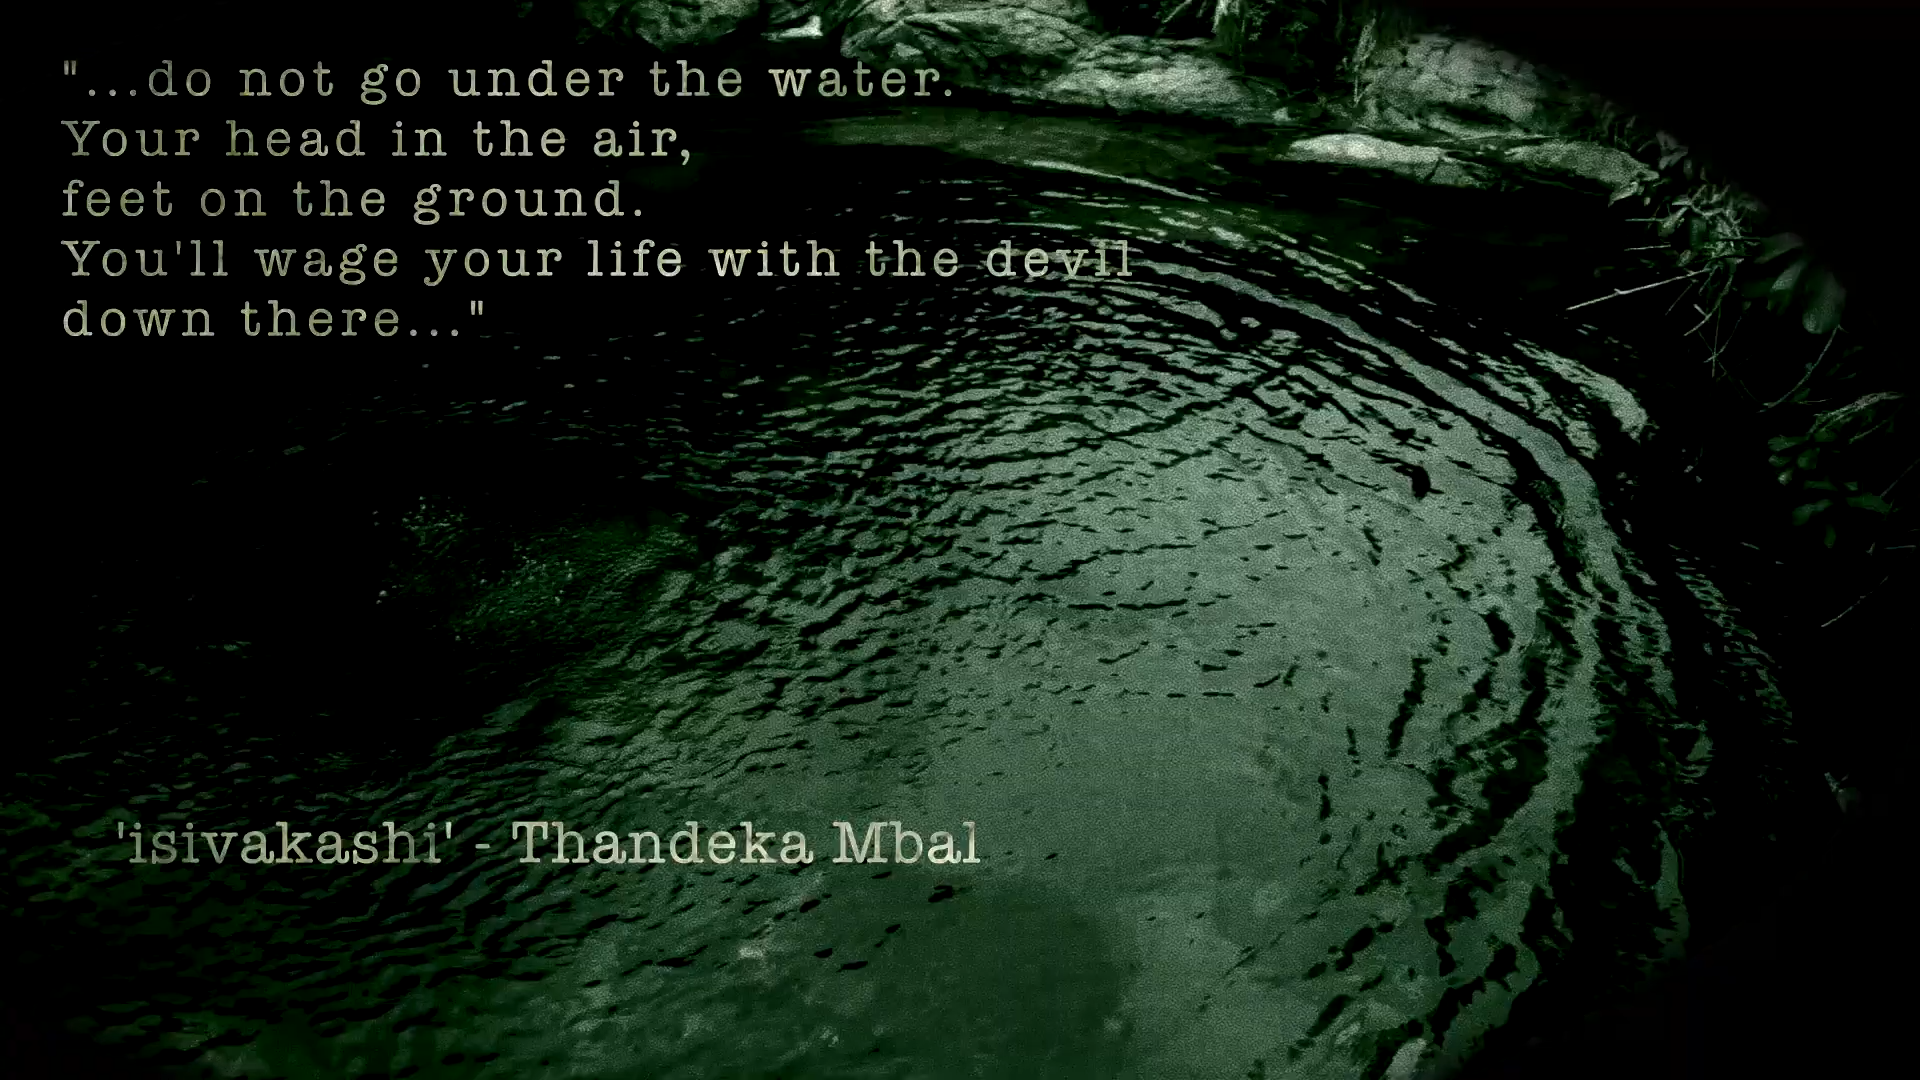 "...do not go under the water.
Your head in the air,
feet on the ground.
You'll wage your life with the devil
down there..."
'isivakashi' - Thandeka Mbal